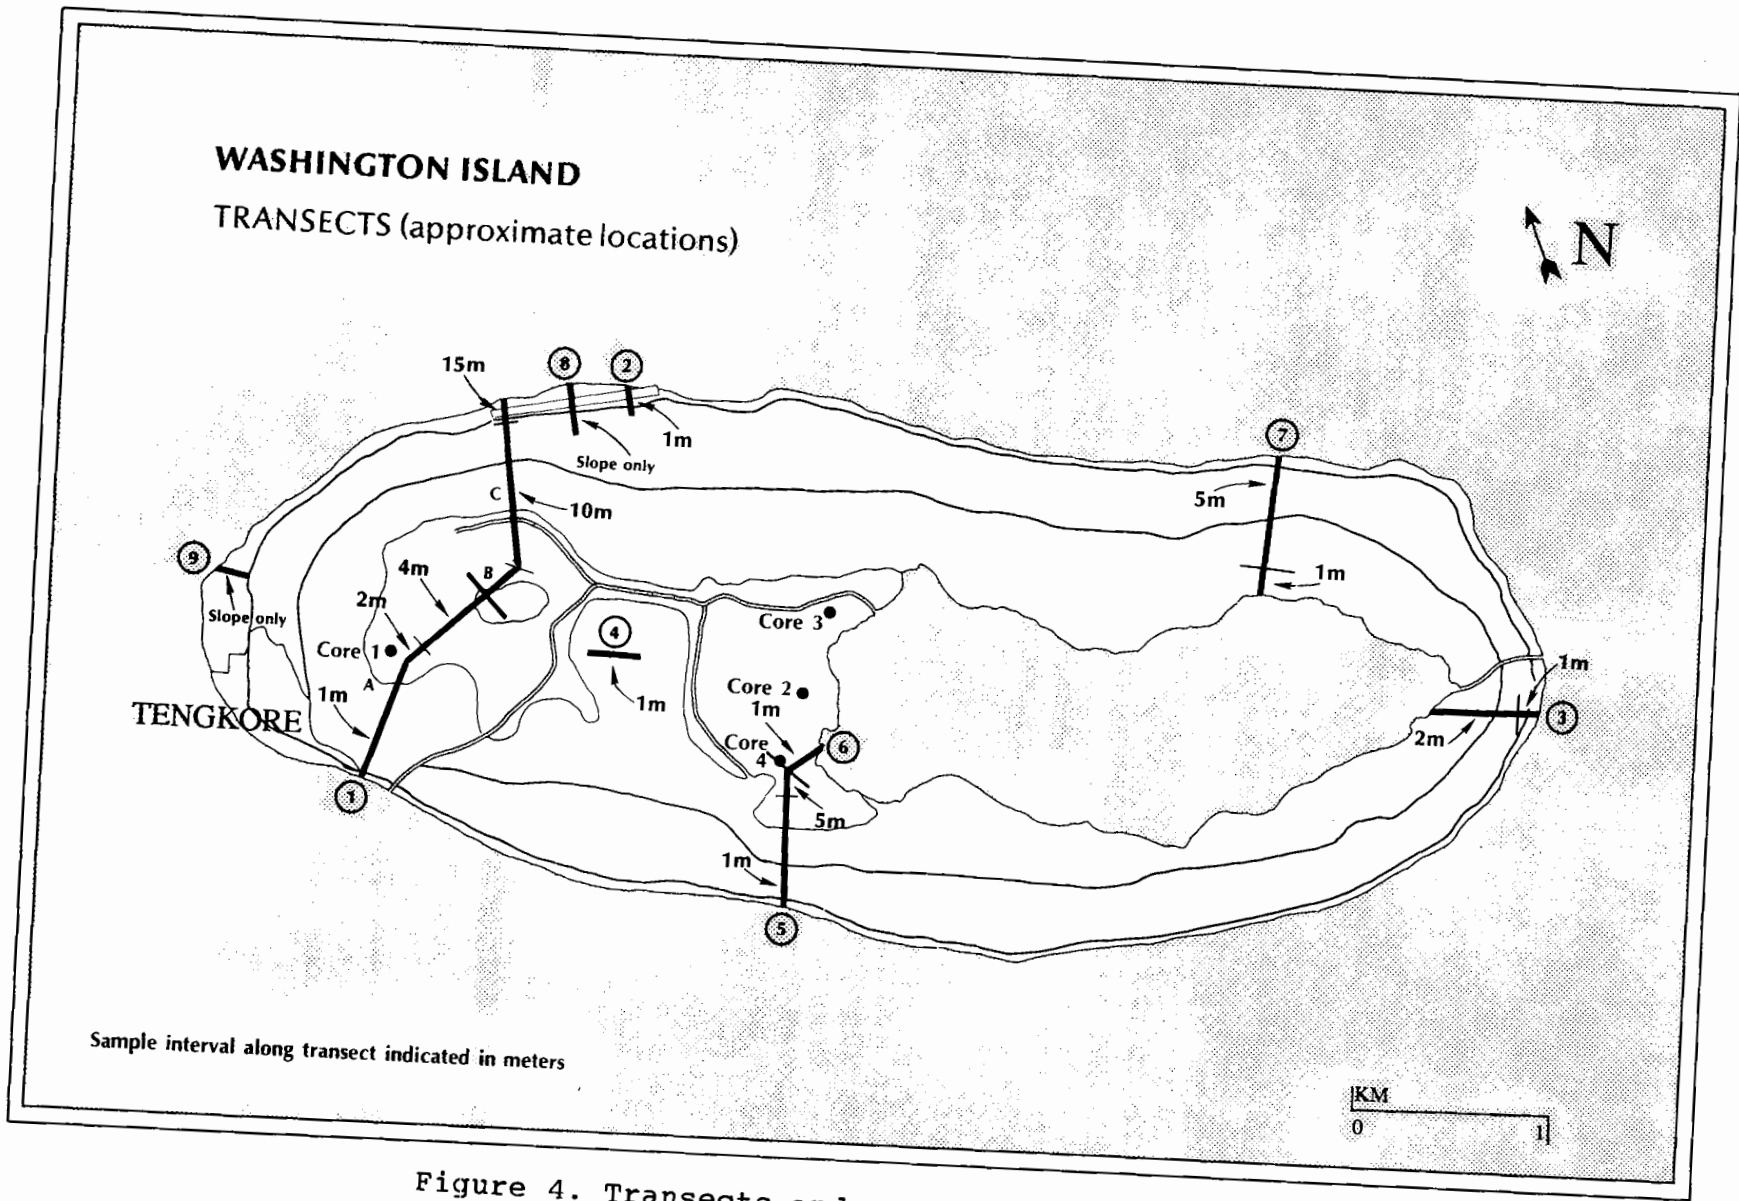 WASHINGTON ISLAND
TRANSECTS (approximate locations)
N
15m
8
2
1m
Slope only
7
5m
C
10m
9
4m
B
1m
2m
Slope only
Core 3
4
Core 1
1m
A
Core 2
1m
1m
1m
TENGKORE
3
2m
Core
4
6
1
5m
1m
5
Sample interval along transect indicated in meters
KM
0
1
Figure 4. Transects